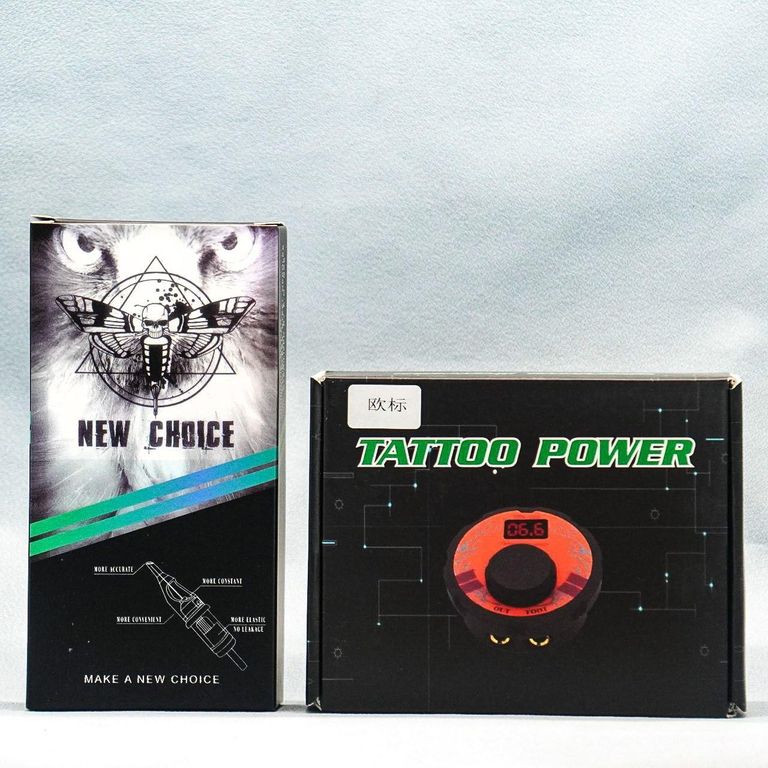 NEW CHOICE
MORE ACCURATE
MORE CONSTANT
MORE CONVENIENT
MORE ELASTIC
NO LEAKAGE
MAKE A NEW CHOICE
欧标
TATTOO POWER
06.6
OUT FOOT